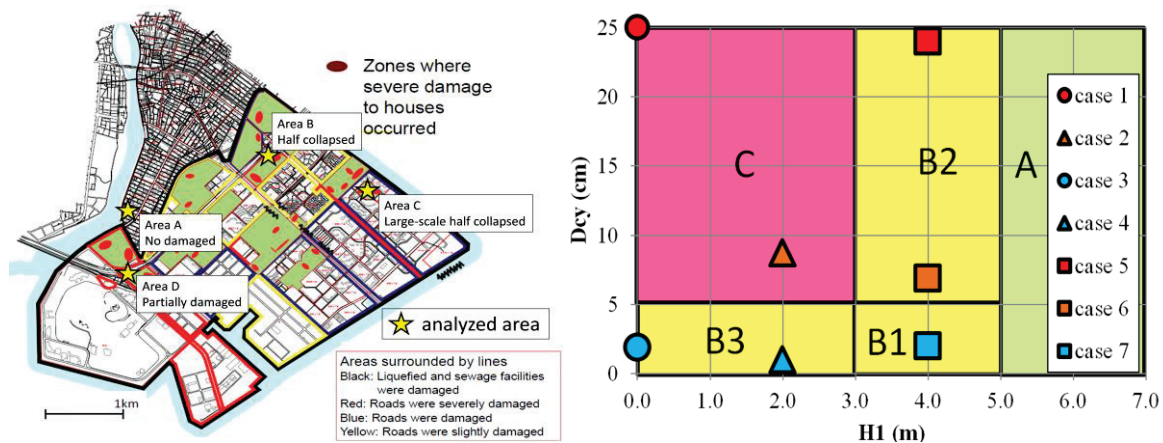 Zones where
severe damage
to houses
occurred
Area B
Half collapsed
Area C
Large-scale half collapsed
Area A
No damaged
Area D
Partially damaged
analyzed area
Areas surrounded by lines
Black: Liquefied and sewage facilities
were damaged
Red: Roads were severely damaged
Blue: Roads were damaged
Yellow: Roads were slightly damaged
1km
Dcy (cm)
25
20
15
10
5
0
C
B2
A
B3
B1
case 1
case 2
case 3
case 4
case 5
case 6
case 7
0.0 1.0 2.0 3.0 4.0 5.0 6.0 7.0
H1 (m)